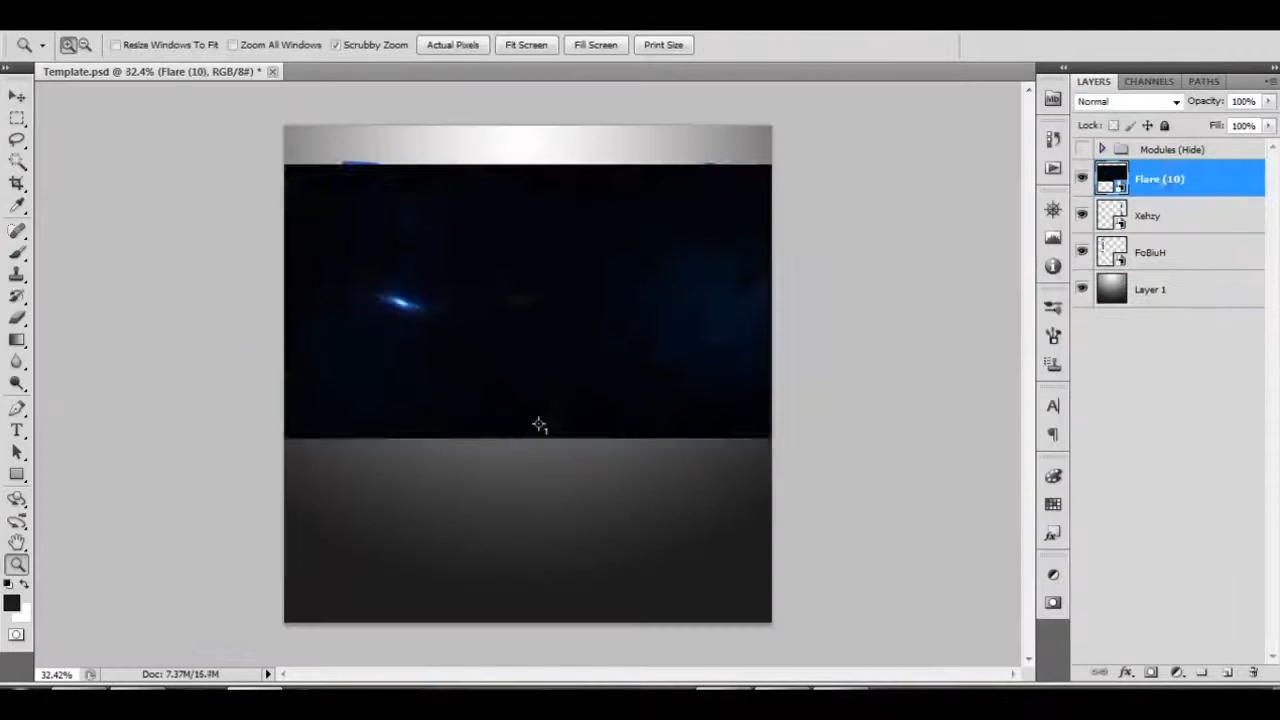 Resize Windows To Fit Zoom All Windows Scrubby Zoom Actual Pixels Fit Screen Fill Screen Print Size
Template.psd @ 32.4% (Flare (10), RGB/8#) *
LAYERS CHANNELS PATHS
Normal Opacity: 100%
Lock: Fill: 100%
Modules (Hide)
Flare (10)
Xehzy
FoBiuH
Layer 1
32.42% Doc: 7.37M/15.8M